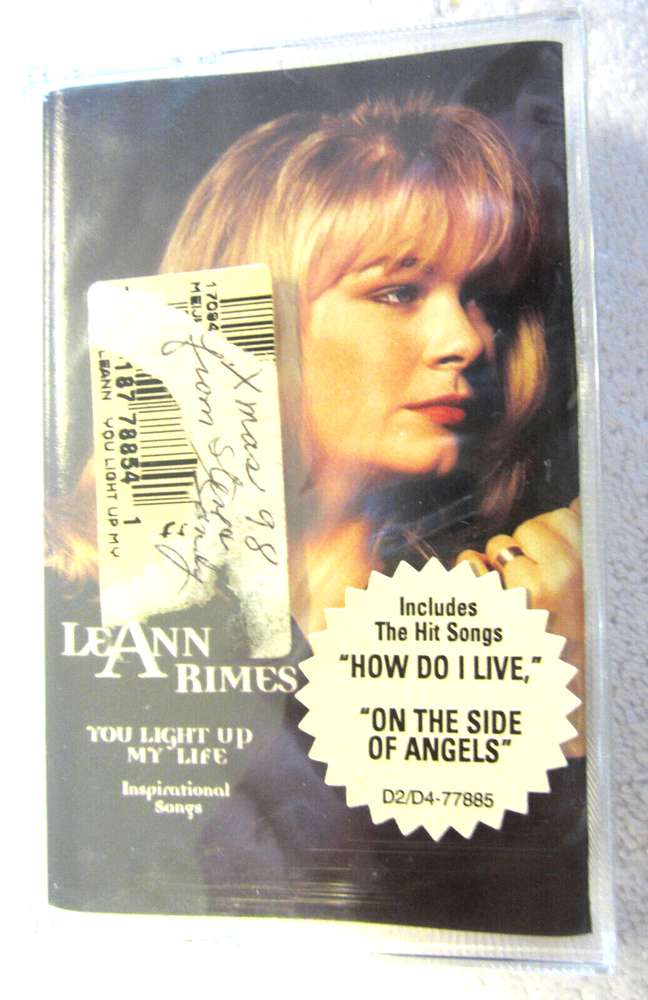 17094
MEIJ
187 78854 1
LEANN YOU LIGHT UP MY
Xmas 98
from Steve
LEANN
RIMES
YOU LIGHT UP
MY LIFE
Inspirational
Songs
Includes
The Hit Songs
"HOW DO I LIVE,"
"ON THE SIDE
OF ANGELS"
D2/D4-77885